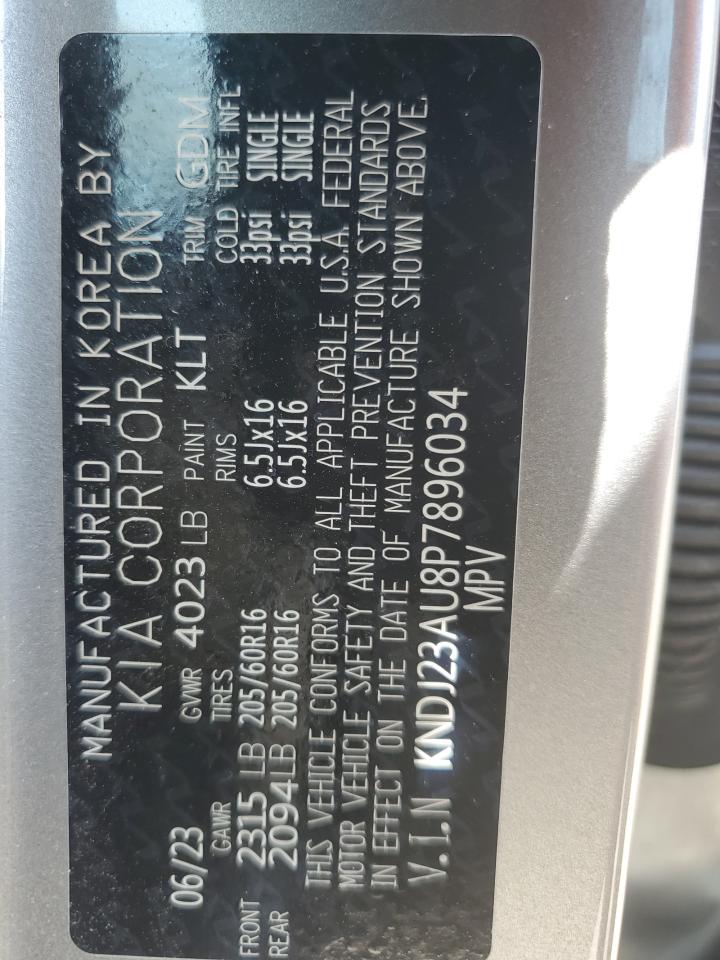 MANUFACTURED IN KOREA BY
KIA CORPORATION
06/23 GVWR 4023 LB PAINT KLT TRIM GDM
GAWR TIRES RIMS COLD TIRE INFL
FRONT 2315 LB 205/60R16 6.5Jx16 33psi SINGLE
REAR 2094LB 205/60R16 6.5Jx16 33psi SINGLE
THIS VEHICLE CONFORMS TO ALL APPLICABLE U.S.A. FEDERAL
MOTOR VEHICLE SAFETY AND THEFT PREVENTION STANDARDS
IN EFFECT ON THE DATE OF MANUFACTURE SHOWN ABOVE.
V.I.N KNDJ23AU8P7896034
MPV